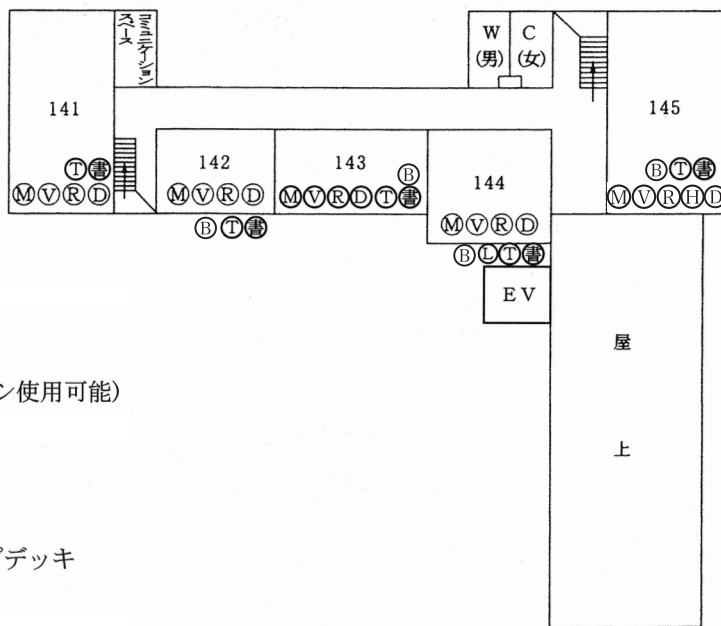 コミュニケーション
スペース
W
(男)
C
(女)
141
Ⓣ㊢
ⓂⓋⓇⒹ
142
ⓂⓋⓇⒹ
ⒷⓉ書
143
Ⓑ
ⓂⓋⓇⒹⓉ書
144
ⓂⓋⓇⒹ
ⒷⓁⓉ書
EV
145
ⒷⓉ書
ⓂⓋⓇⒽⒹ
屋
上
ン使用可能)
デッキ